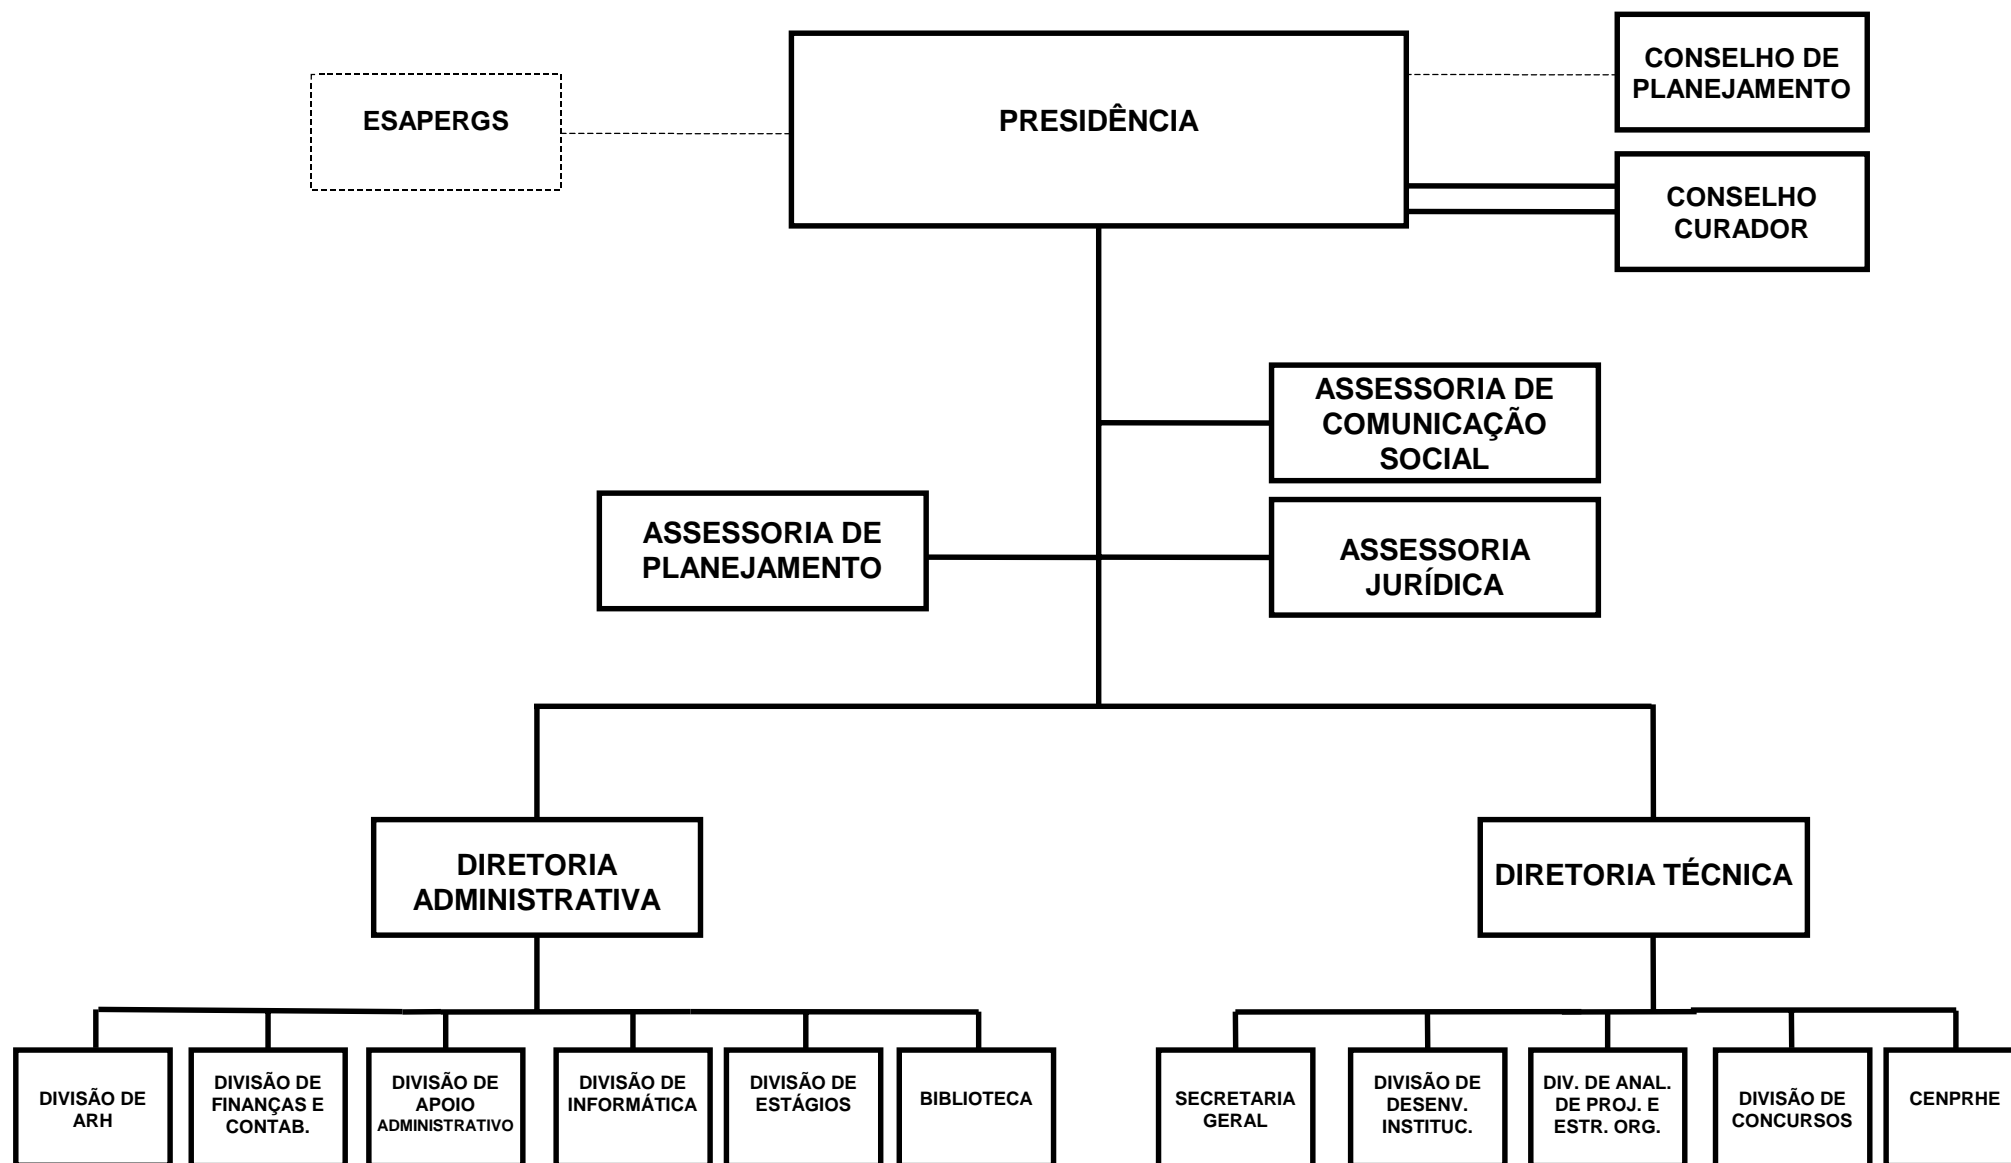 CONSELHO DE
PLANEJAMENTO
ESAPERGS
PRESIDÊNCIA
CONSELHO
CURADOR
ASSESSORIA DE
COMUNICAÇÃO
SOCIAL
ASSESSORIA DE
PLANEJAMENTO
ASSESSORIA
JURÍDICA
DIRETORIA
ADMINISTRATIVA
DIRETORIA TÉCNICA
DIVISÃO DE
ARH
DIVISÃO DE
FINANÇAS E
CONTAB.
DIVISÃO DE
APOIO
ADMINISTRATIVO
DIVISÃO DE
INFORMÁTICA
DIVISÃO DE
ESTÁGIOS
BIBLIOTECA
SECRETARIA
GERAL
DIVISÃO DE
DESENV.
INSTITUC.
DIV. DE ANAL.
DE PROJ. E
ESTR. ORG.
DIVISÃO DE
CONCURSOS
CENPRHE